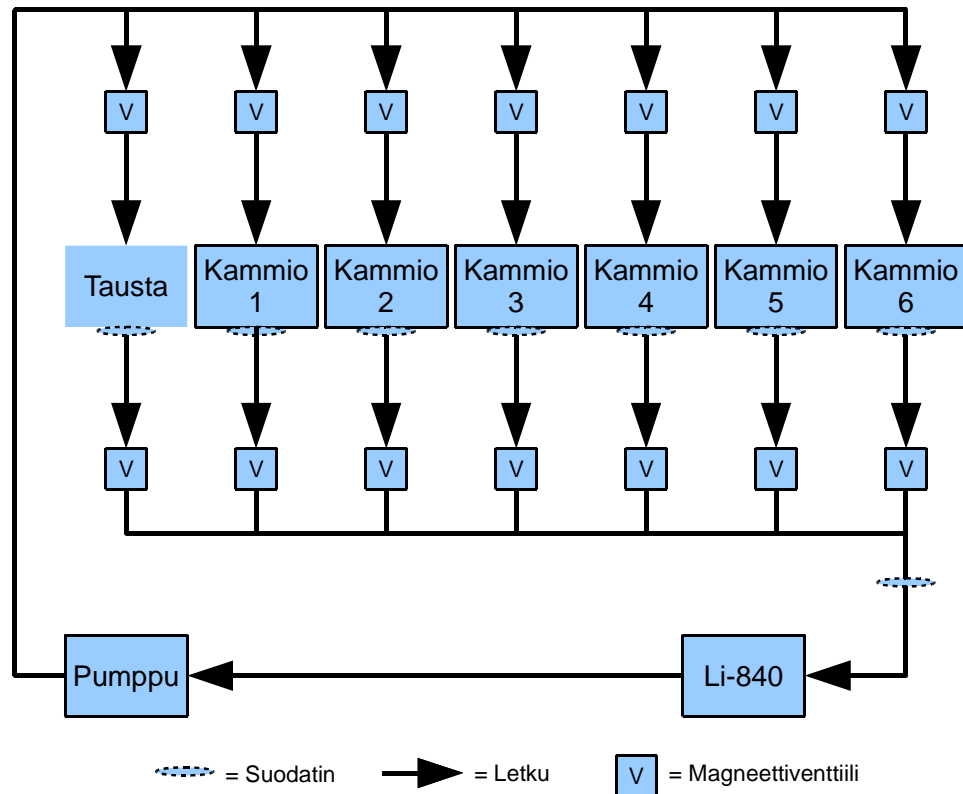 V V V V V V V
Tausta
Kammio
1
Kammio
2
Kammio
3
Kammio
4
Kammio
5
Kammio
6
V V V V V V V
Pumppu
Li-840
= Suodatin
= Letku
V = Magneettiventtiili